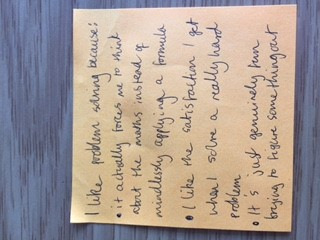 I like problem solving because:
• it actually forces me to think
about the maths instead of
mindlessly applying a formula
• I like the satisfaction I get
when I solve a really hard
problem
• It's just genuinely fun
trying to figure something out